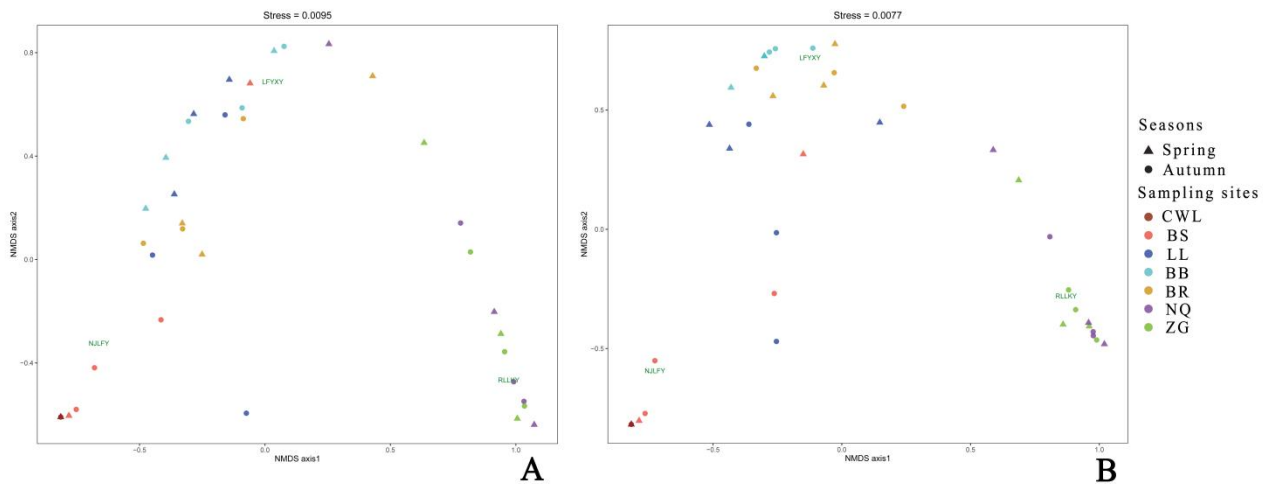 Stress = 0.0095
0.8
0.4
0.0
−0.4
NMDS axis2
LFYXY
NJLFY
RLLKY
−0.5
0.0
0.5
1.0
NMDS axis1
A
Stress = 0.0077
0.5
0.0
−0.5
NMDS axis2
LFYXY
RLLKY
NJLFY
−0.5
0.0
0.5
1.0
NMDS axis1
B
Seasons
Spring
Autumn
Sampling sites
CWL
BS
LL
BB
BR
NQ
ZG